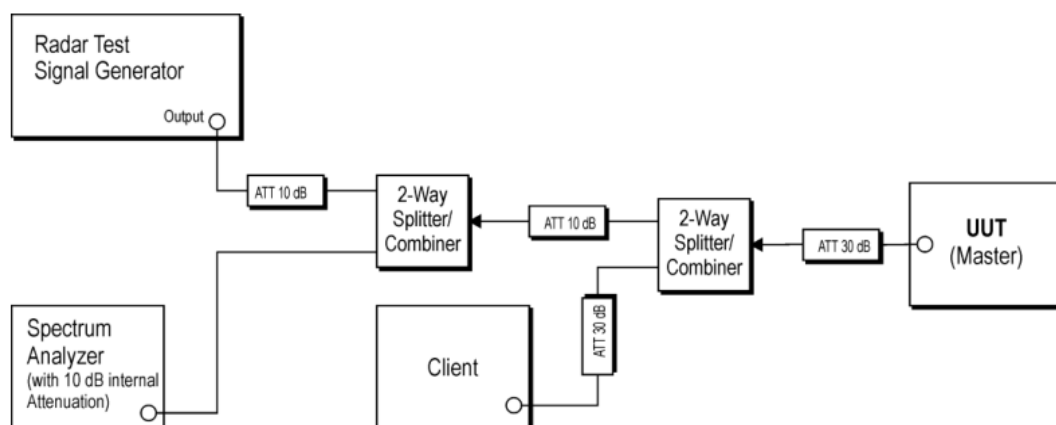 Radar Test
Signal Generator
Output
ATT 10 dB
2-Way
Splitter/
Combiner
ATT 10 dB
2-Way
Splitter/
Combiner
ATT 30 dB
UUT
(Master)
Spectrum
Analyzer
(with 10 dB internal
Attenuation)
Client
ATT 30 dB